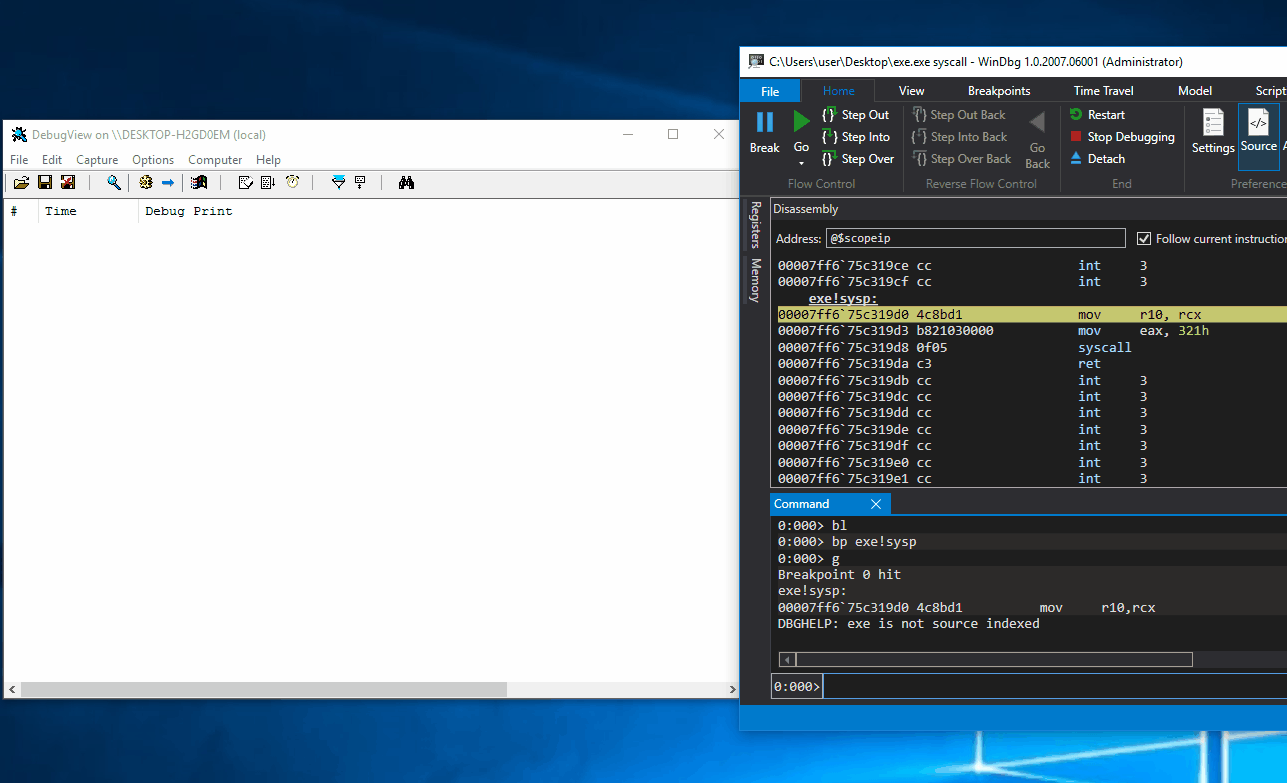 DebugView on \\DESKTOP-H2GD0EM (local)
File Edit Capture Options Computer Help
# Time Debug Print
C:\Users\user\Desktop\exe.exe syscall - WinDbg 1.0.2007.06001 (Administrator)
File Home View Breakpoints Time Travel Model Script
Break
Go
Step Out
Step Into
Step Over
Flow Control
Step Out Back
Step Into Back
Step Over Back
Go
Back
Reverse Flow Control
Restart
Stop Debugging
Detach
End
Settings
Source
A
Preference
Registers
Memory
Disassembly
Address: @$scopeip Follow current instruction
00007ff6`75c319ce cc int 3
00007ff6`75c319cf cc int 3
exe!sysp:
00007ff6`75c319d0 4c8bd1 mov r10, rcx
00007ff6`75c319d3 b821030000 mov eax, 321h
00007ff6`75c319d8 0f05 syscall
00007ff6`75c319da c3 ret
00007ff6`75c319db cc int 3
00007ff6`75c319dc cc int 3
00007ff6`75c319dd cc int 3
00007ff6`75c319de cc int 3
00007ff6`75c319df cc int 3
00007ff6`75c319e0 cc int 3
00007ff6`75c319e1 cc int 3
Command
0:000> bl
0:000> bp exe!sysp
0:000> g
Breakpoint 0 hit
exe!sysp:
00007ff6`75c319d0 4c8bd1 mov r10,rcx
DBGHELP: exe is not source indexed
0:000>